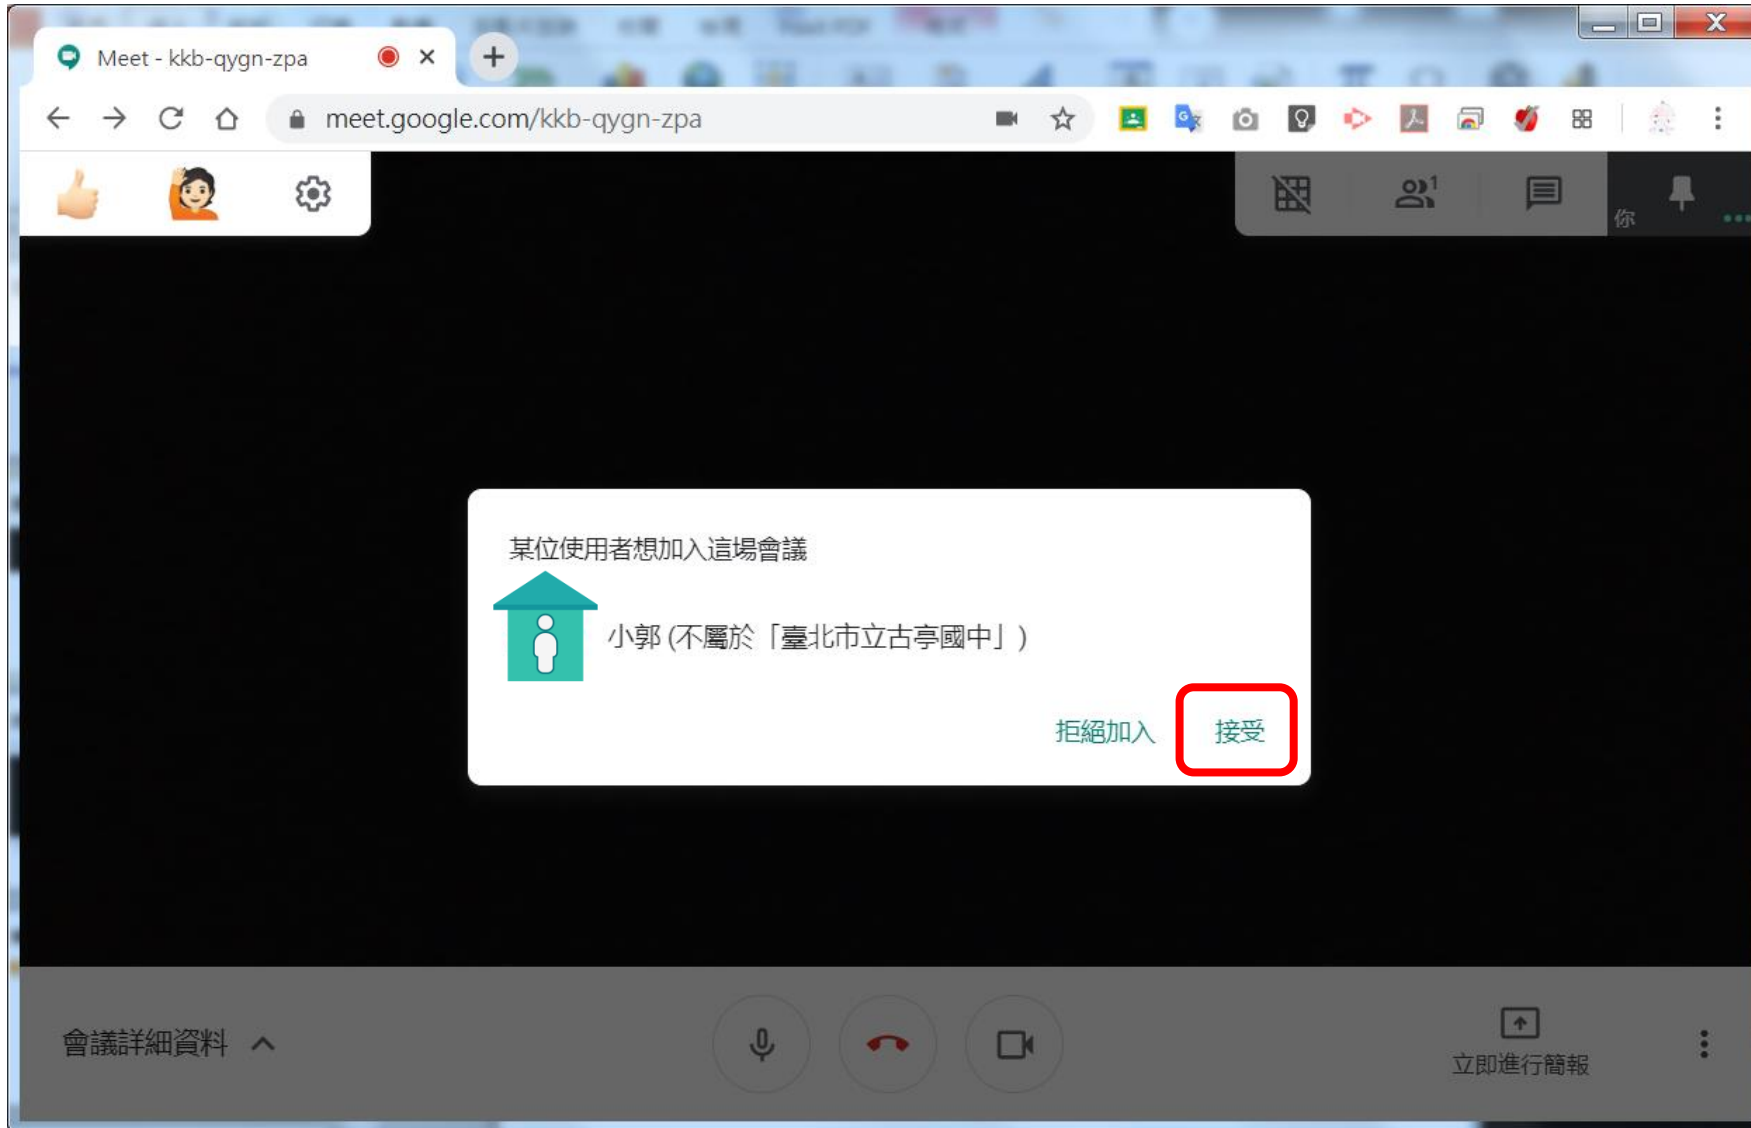 Meet - kkb-qygn-zpa
meet.google.com/kkb-qygn-zpa
1
你
某位使用者想加入這場會議
小郭 (不屬於「臺北市立古亭國中」)
拒絕加入 接受
會議詳細資料
立即進行簡報